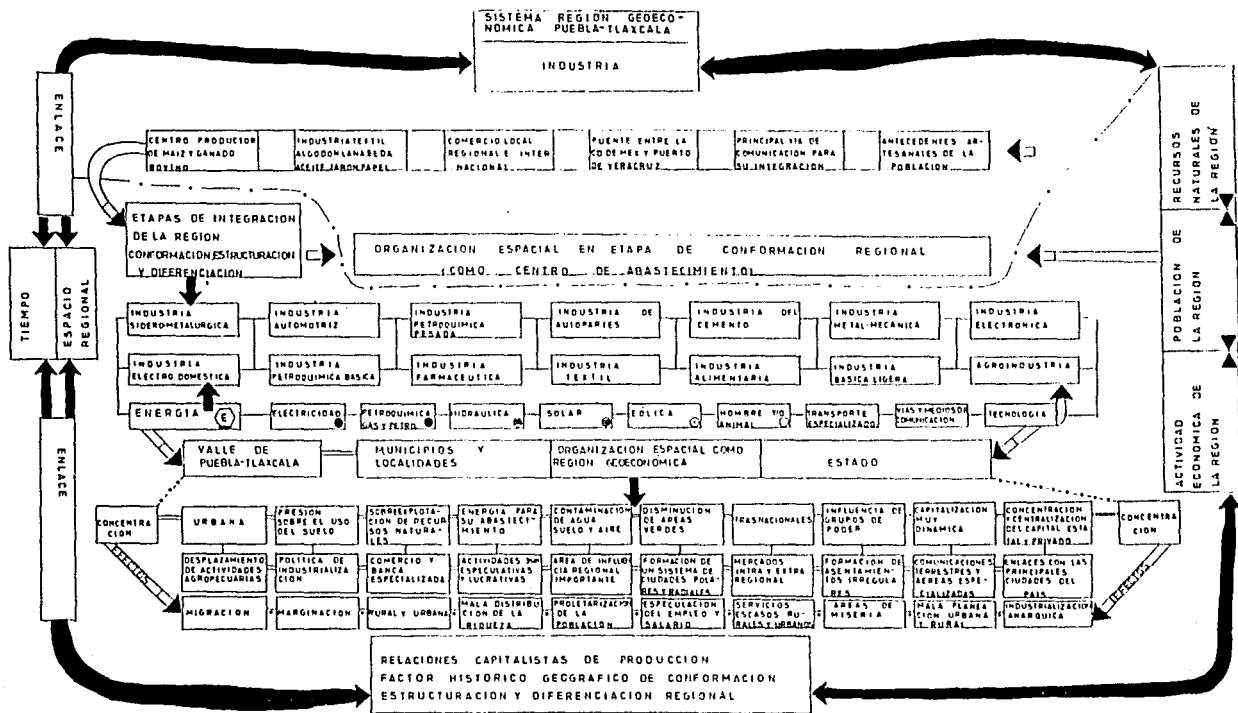 SISTEMA REGION GEOECO-
NOMICA PUEBLA-TLAXCALA
INDUSTRIA
ENLACE
CENTRO PRODUCTOR
DE MAIZ Y GANADO
BOVINO
INDUSTRIA TEXTIL
ALGODON LANA SEDA
ACEITE JABON PAPEL
COMERCIO LOCAL
REGIONAL E INTER
NACIONAL
PUENTE ENTRE LA
CD DE MEX Y PUERTO
DE VERACRUZ
PRINCIPAL VIA DE
COMUNICACION PARA
SU INTEGRACION
ANTECEDENTES AR-
TESANALES DE LA
POBLACION
RECURSOS
NATURALES DE
LA REGION
ETAPAS DE INTEGRACION
DE LA REGION
CONFORMACION, ESTRUCTURACION
Y DIFERENCIACION
ORGANIZACION ESPACIAL EN ETAPA DE CONFORMACION REGIONAL
(COMO CENTRO DE ABASTECIMIENTO)
POBLACION DE
LA REGION
TIEMPO
ESPACIO
REGIONAL
INDUSTRIA
SIDEROMETALURGICA
INDUSTRIA
AUTOMOTRIZ
INDUSTRIA
PETROQUIMICA
PESADA
INDUSTRIA DE
AUTOPARTES
INDUSTRIA DEL
CEMENTO
INDUSTRIA
METAL-MECANICA
INDUSTRIA
ELECTRONICA
INDUSTRIA
ELECTRO DOMESTICA
INDUSTRIA
PETROQUIMICA BASICA
INDUSTRIA
FARMACEUTICA
INDUSTRIA
TEXTIL
INDUSTRIA
ALIMENTARIA
INDUSTRIA
BASICA LIGERA
AGROINDUSTRIA
ENERGIA
E
ELECTRICIDAD
PETROQUIMICA
GAS Y PETRO.
HIDRAULICA
SOLAR
EOLICA
HOMBRE Y/O
ANIMAL
TRANSPORTE
ESPECIALIZADO
VIAS Y MEDIOS DE
COMUNICACION
TECNOLOGIA
ACTIVIDAD
ECONOMICA DE
LA REGION
ENLACE
VALLE DE
PUEBLA-TLAXCALA
MUNICIPIOS Y
LOCALIDADES
ORGANIZACION ESPACIAL COMO
REGION GEOECONOMICA
ESTADO
CONCENTRA
CION
URBANA
PRESION
SOBRE EL USO
DEL SUELO
SOBREEXPLOTA
CION DE RECUR
SOS NATURA-
LES
ENERGIA PARA
SU ABASTECI
MIENTO
CONTAMINACION
DE AGUA
SUELO Y AIRE
DISMINUCION
DE AREAS
VERDES
TRASNACIONALES
INFLUENCIA DE
GRUPOS DE
PODER
CAPITALIZACION
MUY
DINAMICA
CONCENTRACION
Y CENTRALIZACION
DEL CAPITAL ESTA
TAL Y PRIVADO
CONCENTRA
CION
EFECTOS
DESPLAZAMIENTO
DE ACTIVIDADES
AGROPECUARIAS
POLITICA DE
INDUSTRIALIZA
CION
COMERCIO Y
BANCA
ESPECIALIZADA
ACTIVIDADES
ESPECULATIVAS
Y LUCRATIVAS
AREA DE INFLUEN
CIA REGIONAL
IMPORTANTE
FORMACION DE
UN SISTEMA DE
CIUDADES POLA-
RES Y RADIALES
MERCADOS
INTRA Y EXTRA
REGIONAL
FORMACION DE
ASENTAMIENT
OS IRREGULA
RES
COMUNICACIONES
TERRESTRES Y
AEREAS ESPE-
CIALIZADAS
ENLACES CON LAS
PRINCIPALES
CIUDADES DEL
PAIS
EFECTOS
MIGRACION
MARGINACION
RURAL Y URBANA
MALA DISTRIBU
CION DE LA
RIQUEZA
PROLETARIZACION
DE LA
POBLACION
ESPECULACION
DEL EMPLEO Y
SALARIO
SERVICIOS
ESCASOS RU-
RALES Y URBANOS
AREAS DE
MISERIA
MALA PLANEA
CION URBANA
Y RURAL
INDUSTRIALIZACION
ANARQUICA
RELACIONES CAPITALISTAS DE PRODUCCION
FACTOR HISTORICO GEOGRAFICO DE CONFORMACION
ESTRUCTURACION Y DIFERENCIACION REGIONAL